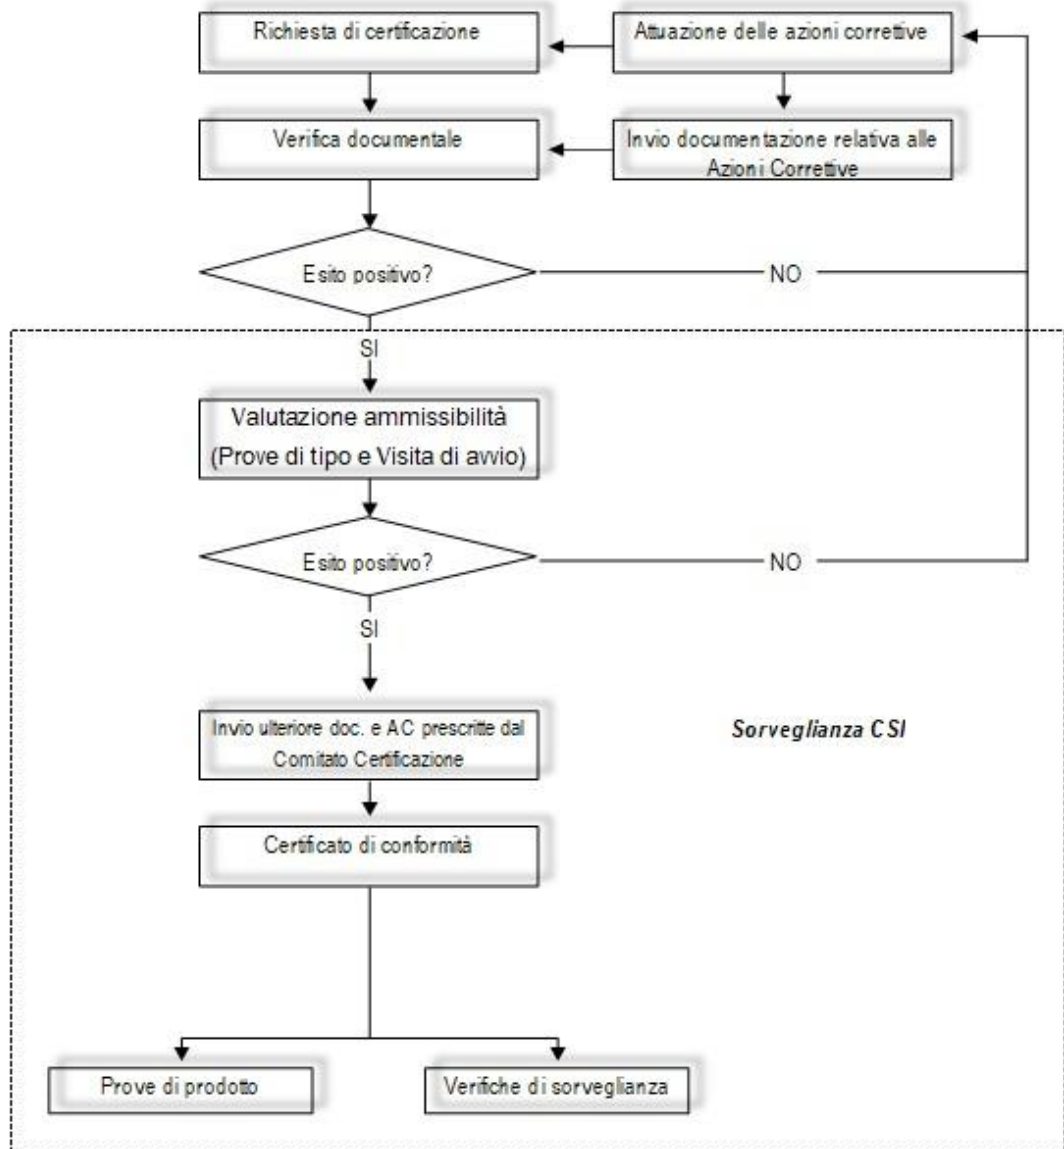 Richiesta di certificazione
Attuazione delle azioni correttive
Verifica documentale
Invio documentazione relativa alle
Azioni Correttive
Esito positivo?
NO
SI
Valutazione ammissibilità
(Prove di tipo e Visita di avvio)
Esito positivo?
NO
SI
Invio ulteriore doc. e AC prescritte dal
Comitato Certificazione
Sorveglianza CSI
Certificato di conformità
Prove di prodotto
Verifiche di sorveglianza